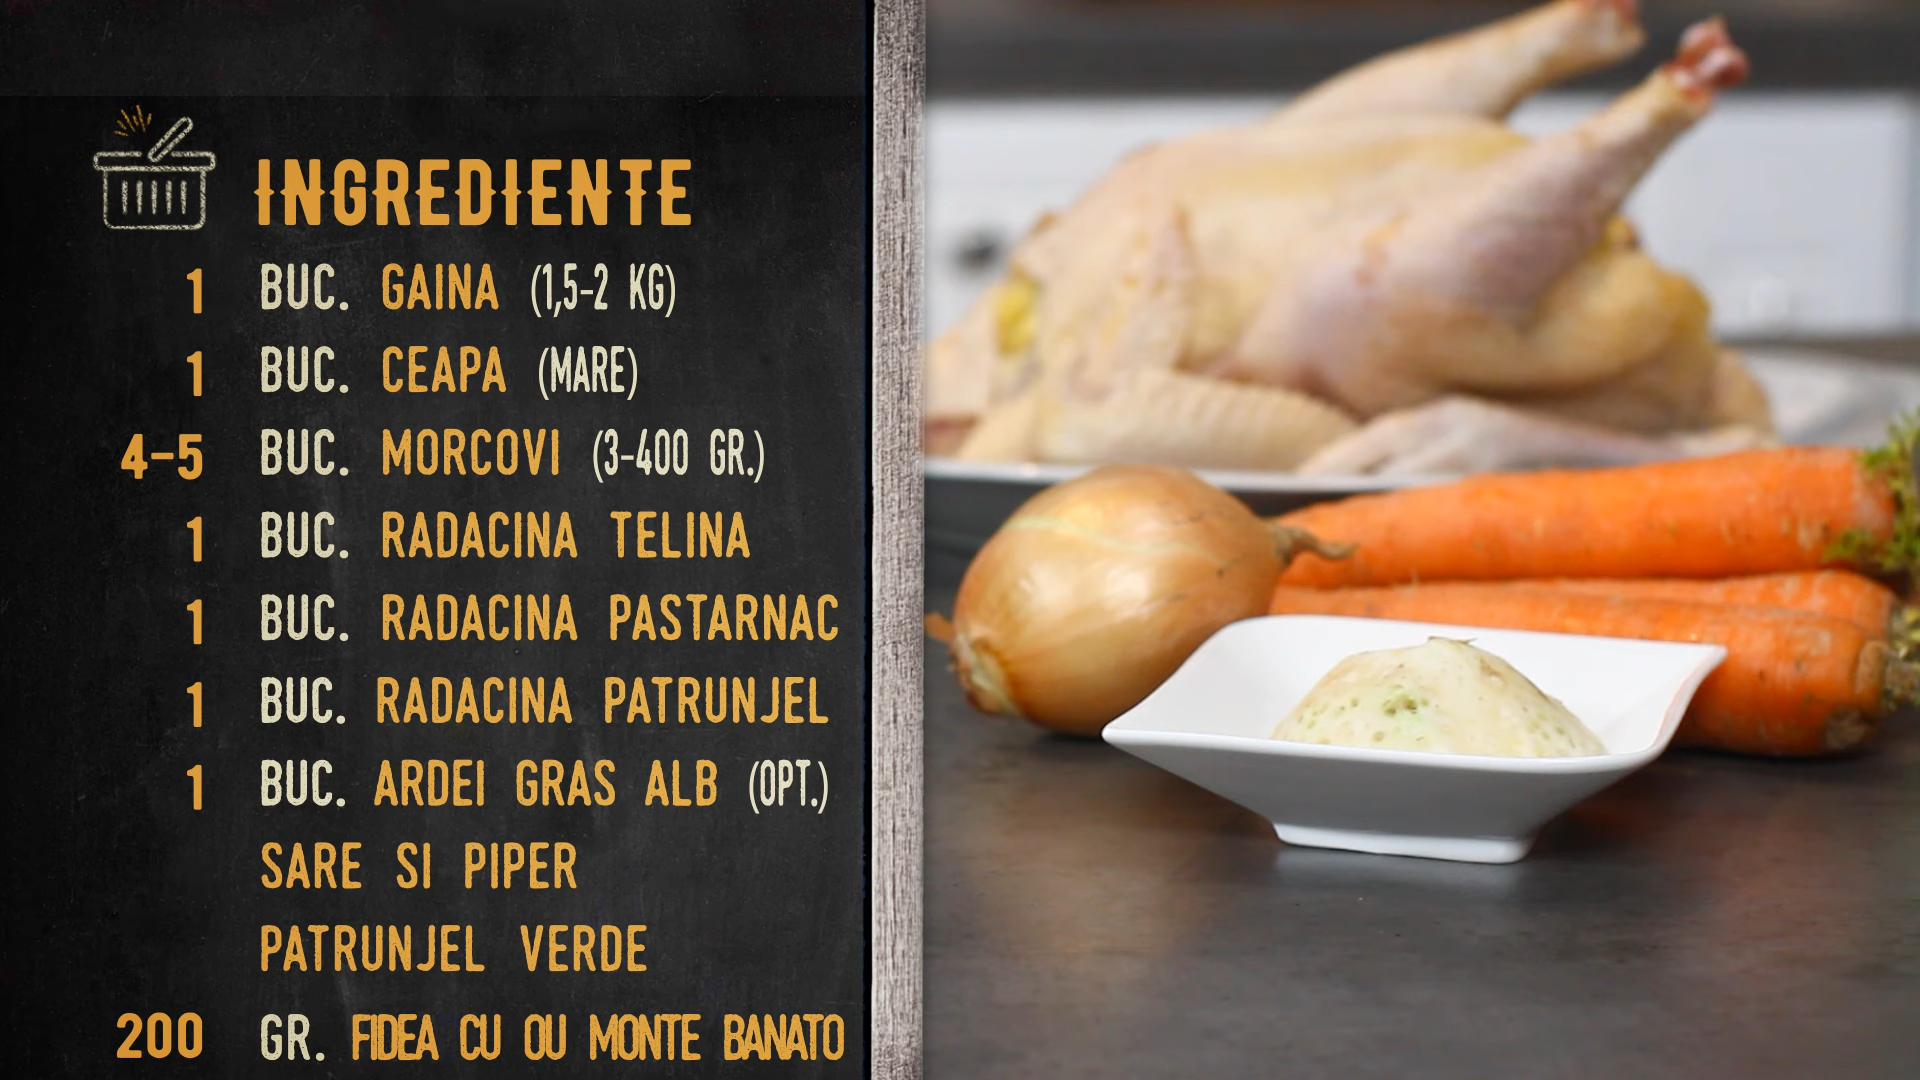 INGREDIENTE
1 BUC. GAINA (1,5-2 KG)
1 BUC. CEAPA (MARE)
4-5 BUC. MORCOVI (3-400 GR.)
1 BUC. RADACINA TELINA
1 BUC. RADACINA PASTARNAC
1 BUC. RADACINA PATRUNJEL
1 BUC. ARDEI GRAS ALB (OPT.)
SARE SI PIPER
PATRUNJEL VERDE
200 GR. FIDEA CU OU MONTE BANATO